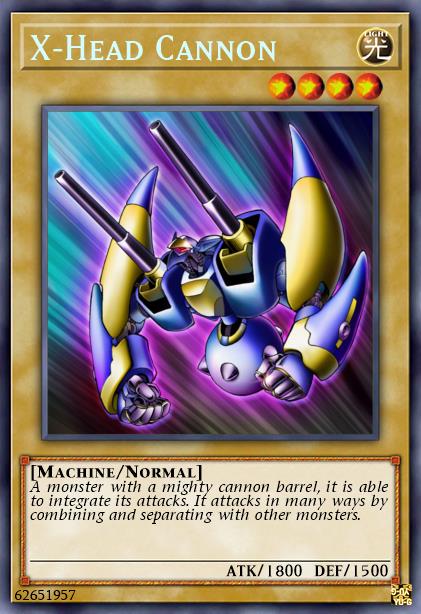 X-Head Cannon
LIGHT
光
[Machine/Normal]
A monster with a mighty cannon barrel, it is able
to integrate its attacks. It attacks in many ways by
combining and separating with other monsters.
ATK/1800 DEF/1500
62651957